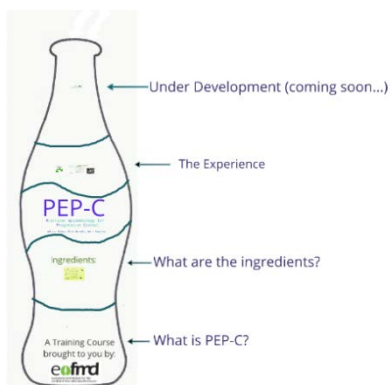 Under Development (coming soon...)
The Experience
PEP-C
Ingredients:
What are the ingredients?
A Training Course
brought to you by:
What is PEP-C?
eofmd